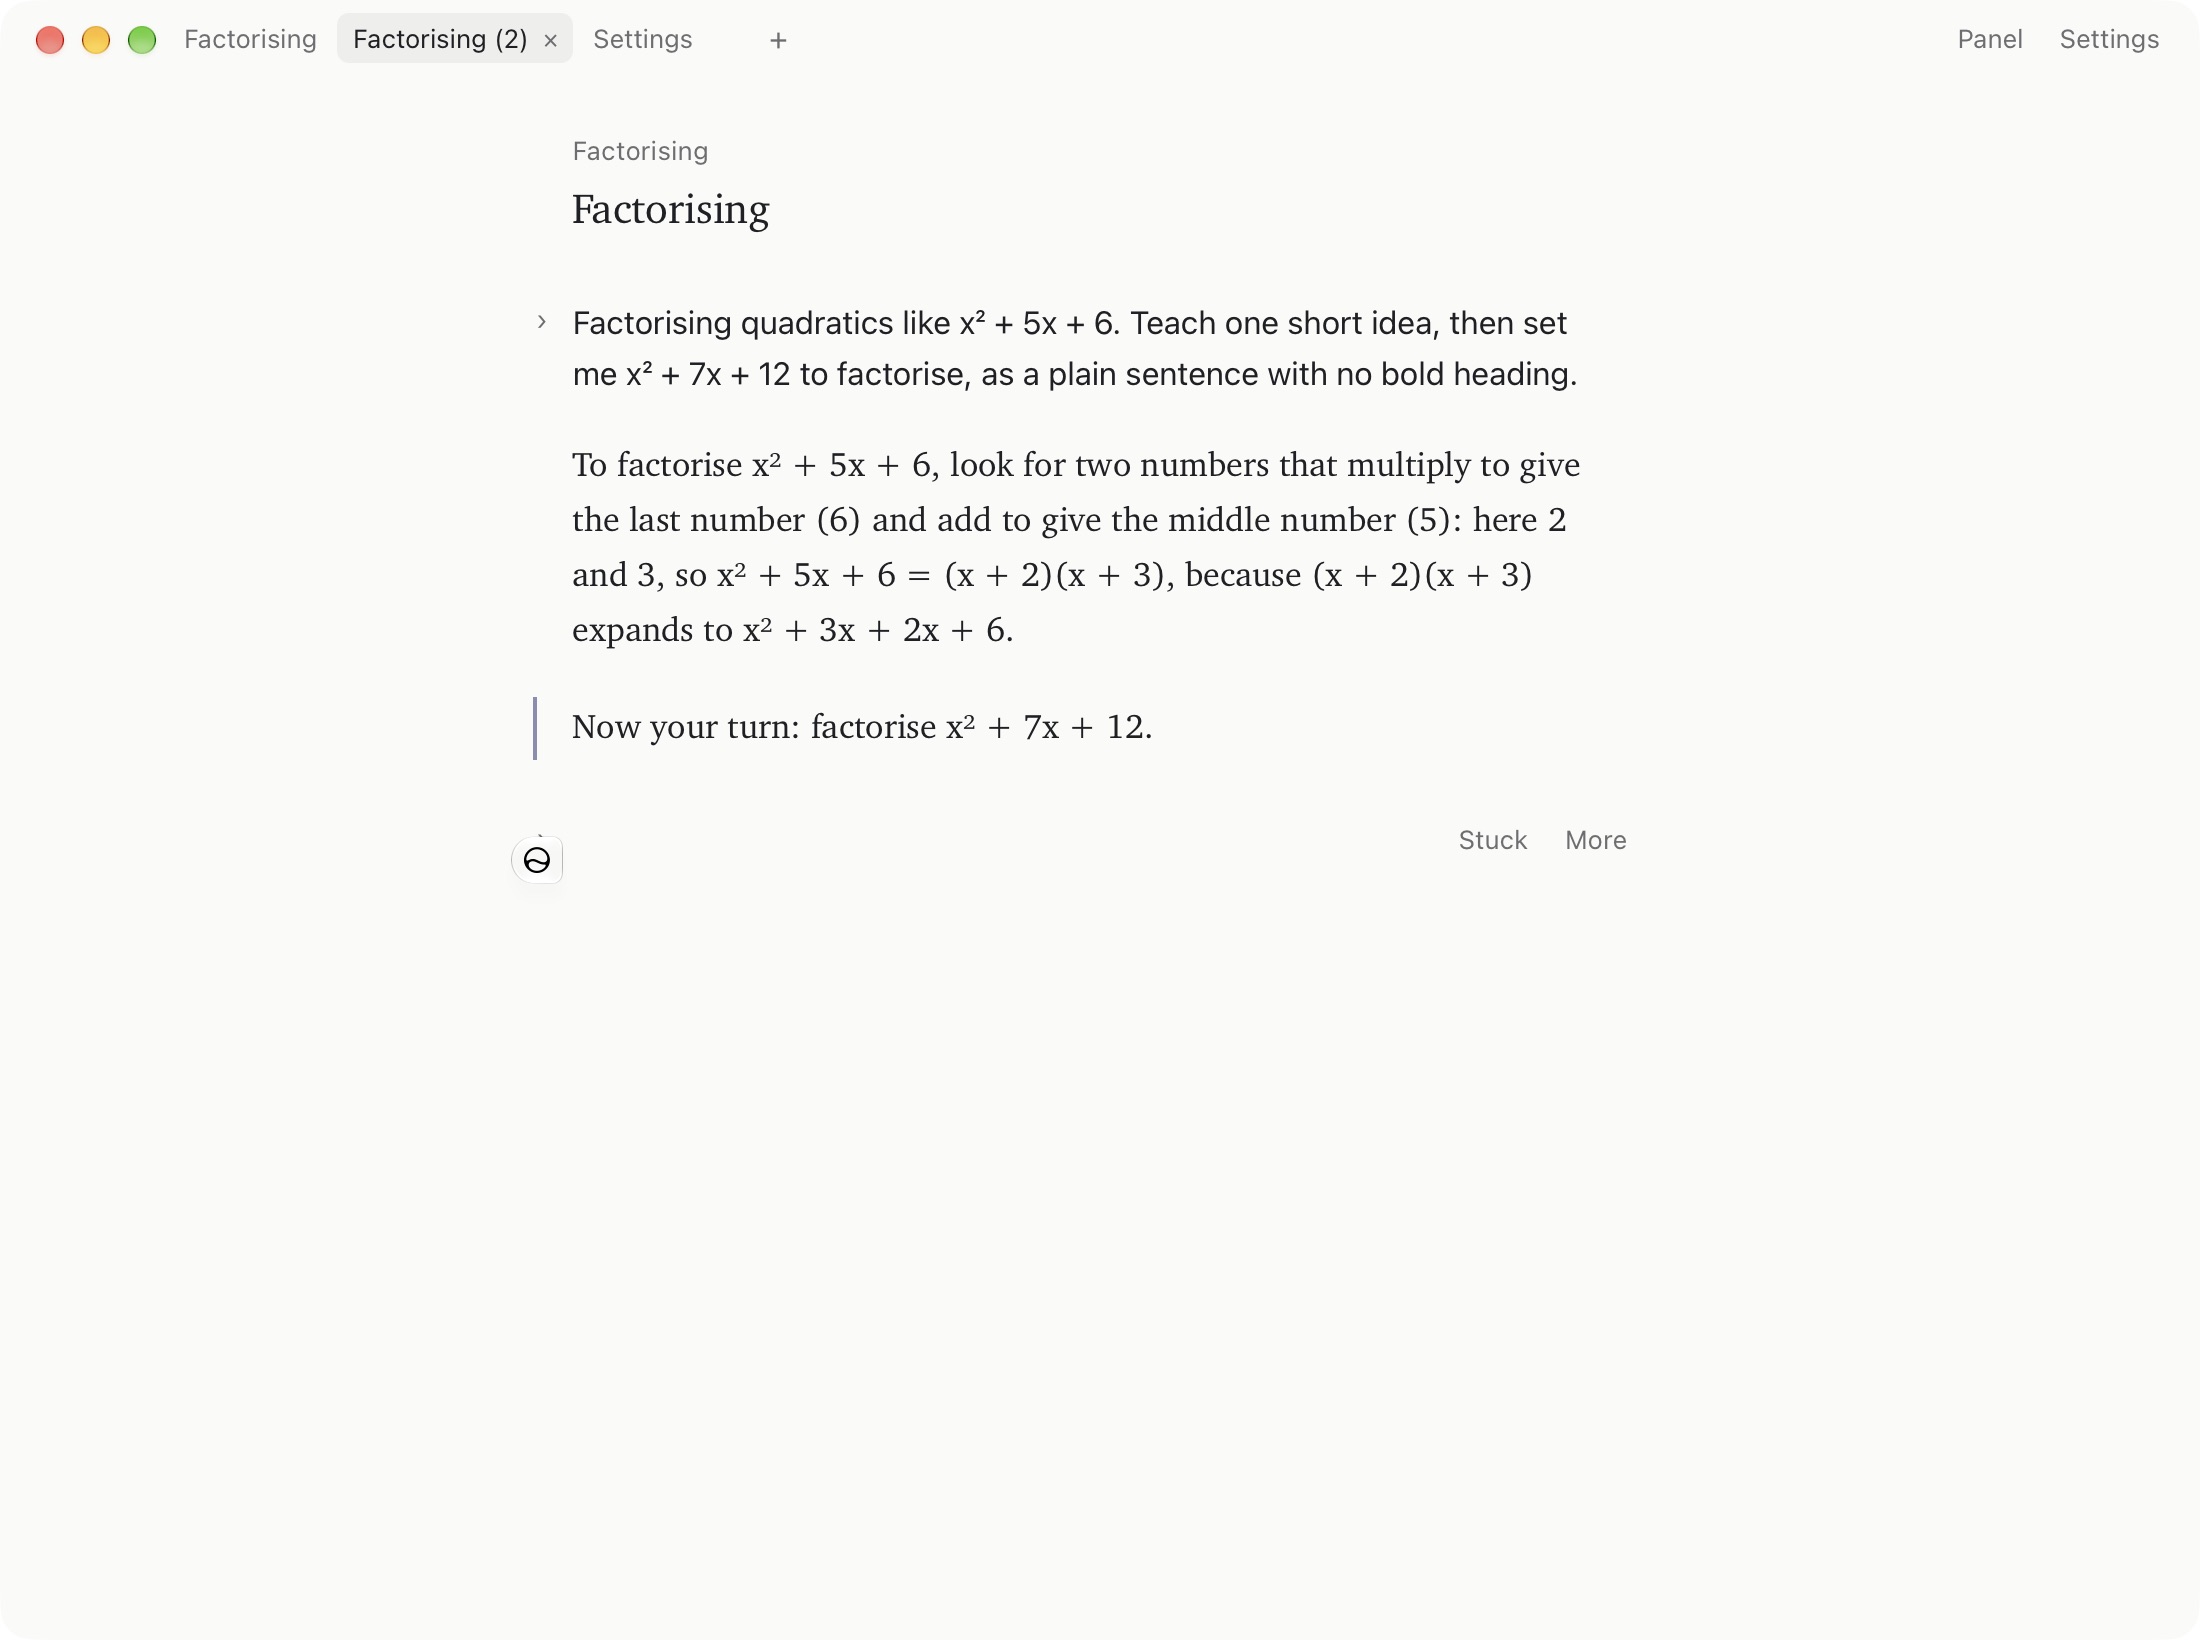 Factorising
Factorising (2) ×
Settings
+
Panel
Settings
Factorising
Factorising
› Factorising quadratics like x² + 5x + 6. Teach one short idea, then set
me x² + 7x + 12 to factorise, as a plain sentence with no bold heading.
To factorise x² + 5x + 6, look for two numbers that multiply to give
the last number (6) and add to give the middle number (5): here 2
and 3, so x² + 5x + 6 = (x + 2)(x + 3), because (x + 2)(x + 3)
expands to x² + 3x + 2x + 6.
Now your turn: factorise x² + 7x + 12.
Stuck
More